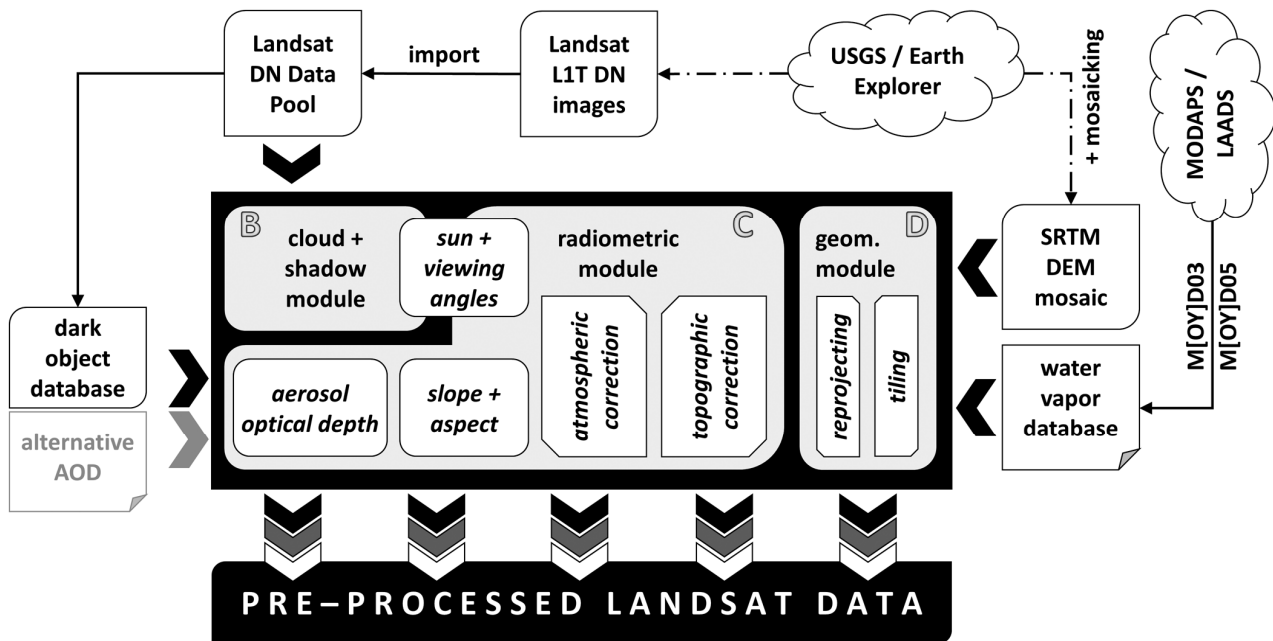 Landsat
DN Data
Pool
import
Landsat
L1T DN
images
USGS / Earth
Explorer
+ mosaicking
MODAPS /
LAADS
B
cloud +
shadow
module
sun +
viewing
angles
radiometric
module
C
geom.
module
D
SRTM
DEM
mosaic
M[OY]D03
M[OY]D05
dark
object
database
alternative
AOD
aerosol
optical depth
slope +
aspect
atmospheric
correction
topographic
correction
reprojecting
tiling
water
vapor
database
PRE–PROCESSED LANDSAT DATA